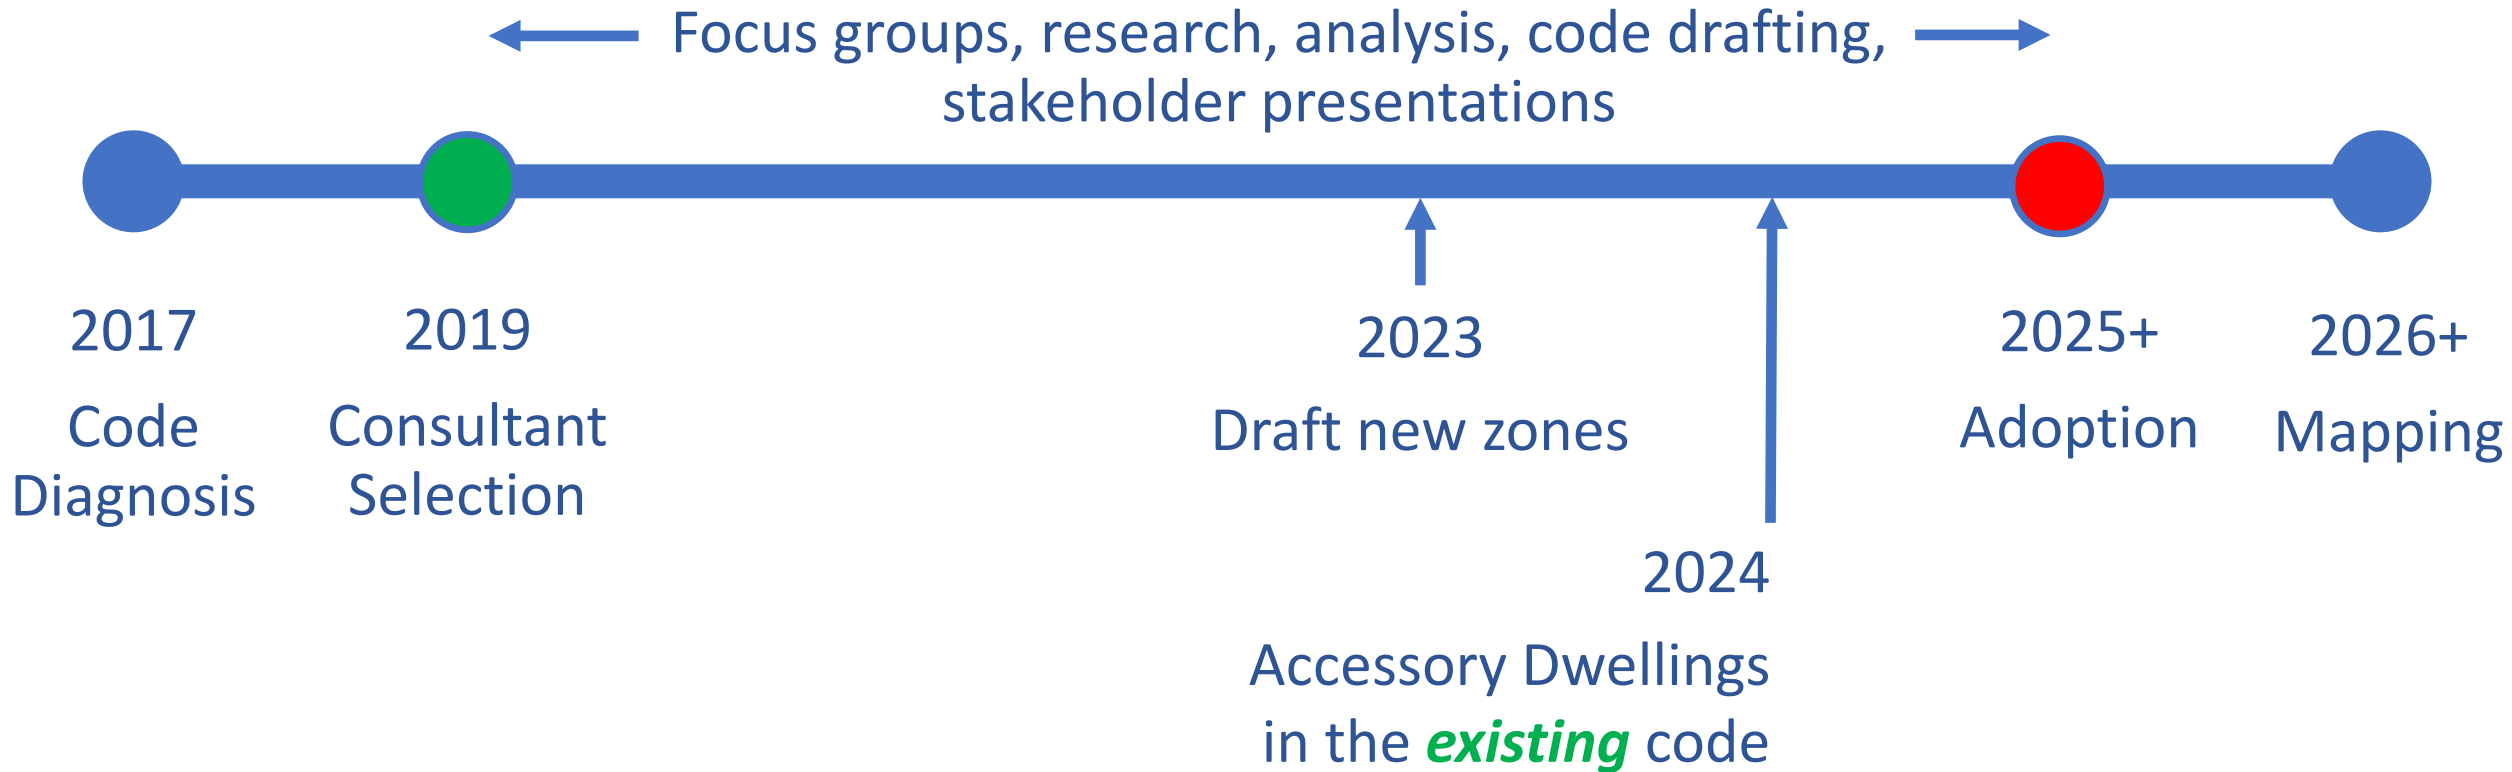 Focus groups, research, analysis, code drafting,
stakeholder presentations
2017
Code
Diagnosis
2019
Consultant
Selection
2023
Draft new zones
2024
Accessory Dwellings
in the existing code
2025+
Adoption
2026+
Mapping